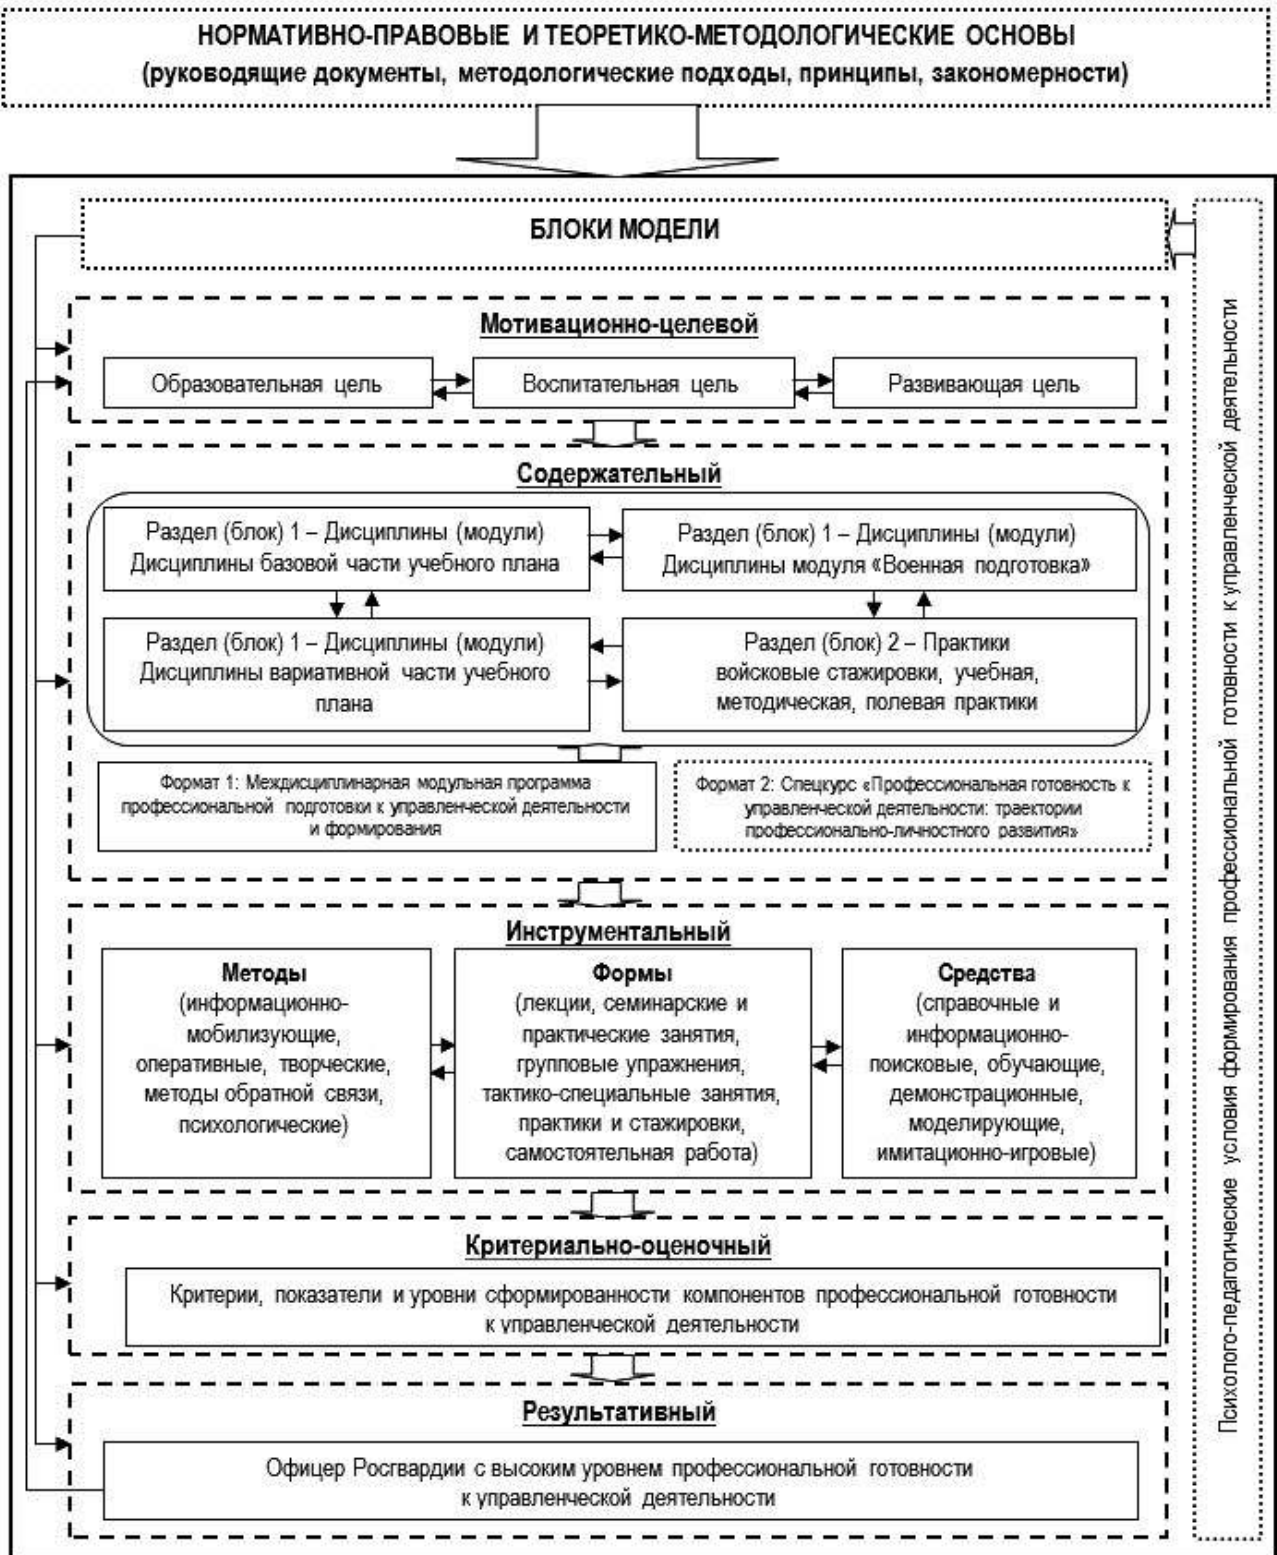 НОРМАТИВНО-ПРАВОВЫЕ И ТЕОРЕТИКО-МЕТОДОЛОГИЧЕСКИЕ ОСНОВЫ
(руководящие документы, методологические подходы, принципы, закономерности)
БЛОКИ МОДЕЛИ
Мотивационно-целевой
Образовательная цель
Воспитательная цель
Развивающая цель
Содержательный
Раздел (блок) 1 – Дисциплины (модули)
Дисциплины базовой части учебного плана
Раздел (блок) 1 – Дисциплины (модули)
Дисциплины модуля «Военная подготовка»
Раздел (блок) 1 – Дисциплины (модули)
Дисциплины вариативной части учебного
плана
Раздел (блок) 2 – Практики
войсковые стажировки, учебная,
методическая, полевая практики
Формат 1: Междисциплинарная модульная программа
профессиональной подготовки к управленческой деятельности
и формирования
Формат 2: Спецкурс «Профессиональная готовность к
управленческой деятельности: траектории
профессионально-личностного развития»
Инструментальный
Методы
(информационно-
мобилизующие,
оперативные, творческие,
методы обратной связи,
психологические)
Формы
(лекции, семинарские и
практические занятия,
групповые упражнения,
тактико-специальные занятия,
практики и стажировки,
самостоятельная работа)
Средства
(справочные и
информационно-
поисковые, обучающие,
демонстрационные,
моделирующие,
имитационно-игровые)
Критериально-оценочный
Критерии, показатели и уровни сформированности компонентов профессиональной готовности
к управленческой деятельности
Результативный
Офицер Росгвардии с высоким уровнем профессиональной готовности
к управленческой деятельности
Психолого-педагогические условия формирования профессиональной готовности к управленческой деятельности